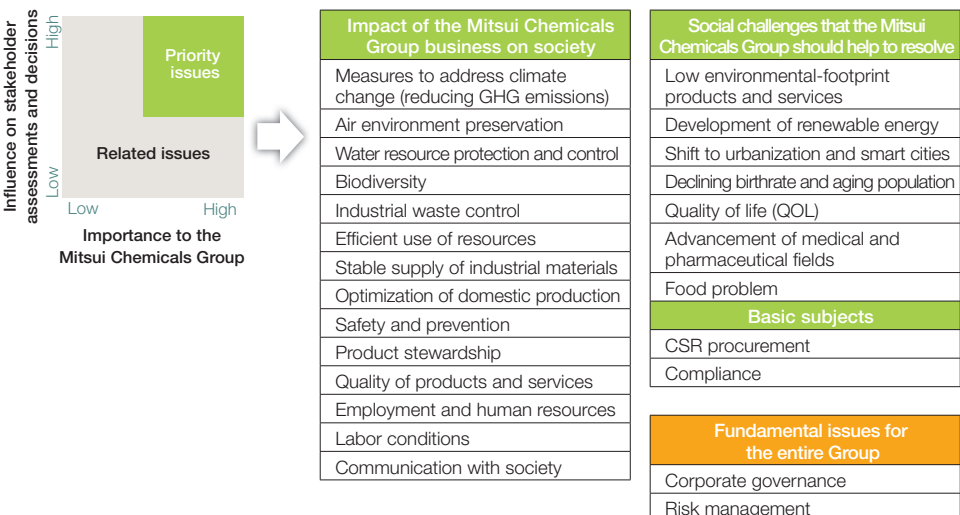 Influence on stakeholder
assessments and decisions
High
Low
Priority
issues
Related issues
Low
High
Importance to the
Mitsui Chemicals Group
Impact of the Mitsui Chemicals
Group business on society
Measures to address climate
change (reducing GHG emissions)
Air environment preservation
Water resource protection and control
Biodiversity
Industrial waste control
Efficient use of resources
Stable supply of industrial materials
Optimization of domestic production
Safety and prevention
Product stewardship
Quality of products and services
Employment and human resources
Labor conditions
Communication with society
Social challenges that the Mitsui
Chemicals Group should help to resolve
Low environmental-footprint
products and services
Development of renewable energy
Shift to urbanization and smart cities
Declining birthrate and aging population
Quality of life (QOL)
Advancement of medical and
pharmaceutical fields
Food problem
Basic subjects
CSR procurement
Compliance
Fundamental issues for
the entire Group
Corporate governance
Risk management